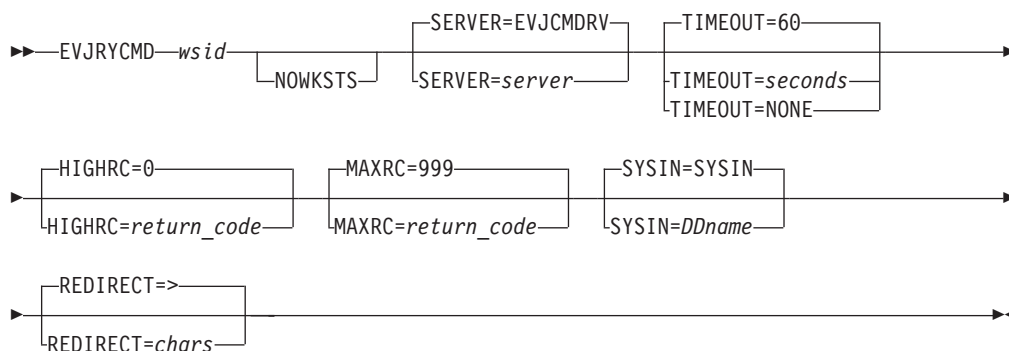 SERVER=EVJCMDRV TIMEOUT=60
EVJRYCMD wsid
NOWKSTS SERVER=server TIMEOUT=seconds
TIMEOUT=NONE
HIGHRC=0 MAXRC=999 SYSIN=SYSIN
HIGHRC=return_code MAXRC=return_code SYSIN=DDname
REDIRECT=>
REDIRECT=chars